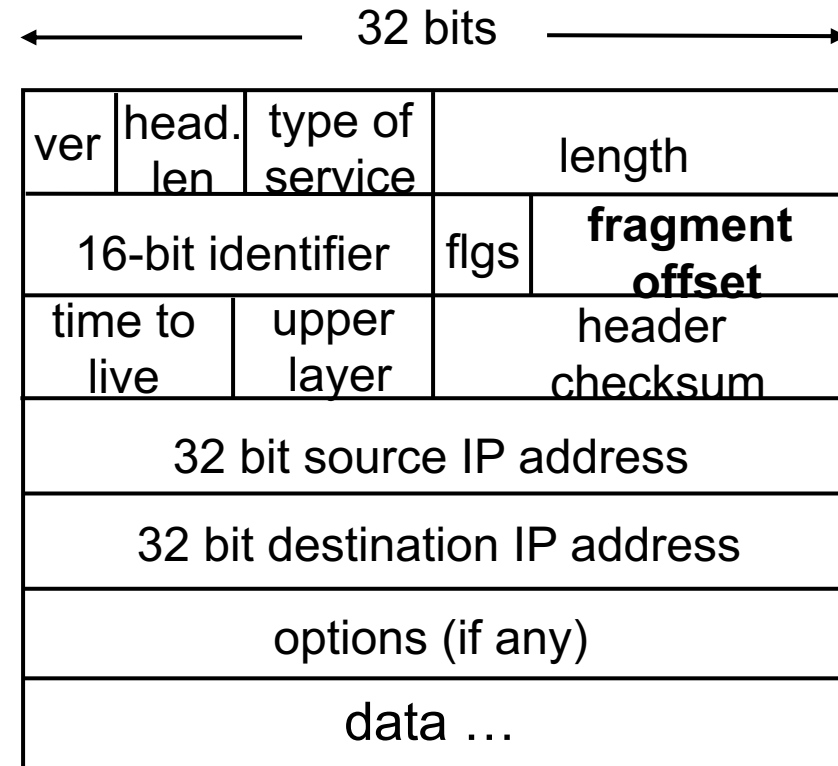 32 bits
ver
head.
len
type of
service
length
16-bit identifier
flgs
fragment
offset
time to
live
upper
layer
header
checksum
32 bit source IP address
32 bit destination IP address
options (if any)
data …